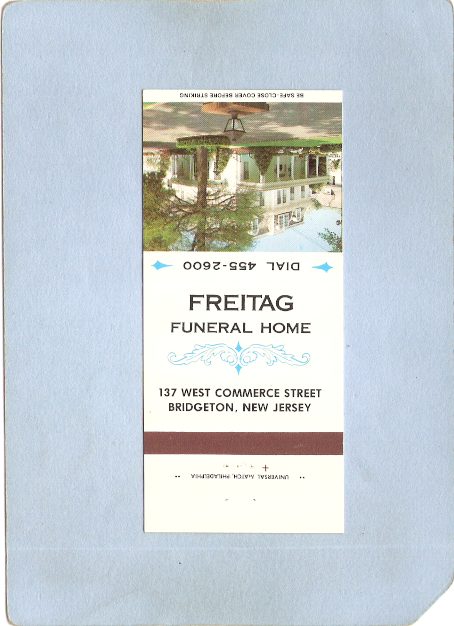 BE SAFE-CLOSE COVER BEFORE STRIKING
DIAL 455-2600
FREITAG
FUNERAL HOME
137 WEST COMMERCE STREET
BRIDGETON, NEW JERSEY
UNIVERSAL MATCH, PHILADELPHIA